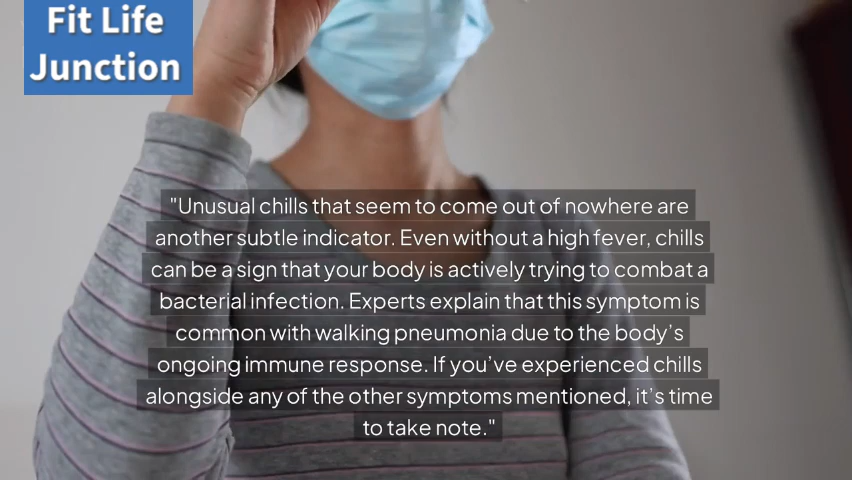 Fit Life
Junction
"Unusual chills that seem to come out of nowhere are
another subtle indicator. Even without a high fever, chills
can be a sign that your body is actively trying to combat a
bacterial infection. Experts explain that this symptom is
common with walking pneumonia due to the body’s
ongoing immune response. If you’ve experienced chills
alongside any of the other symptoms mentioned, it’s time
to take note."